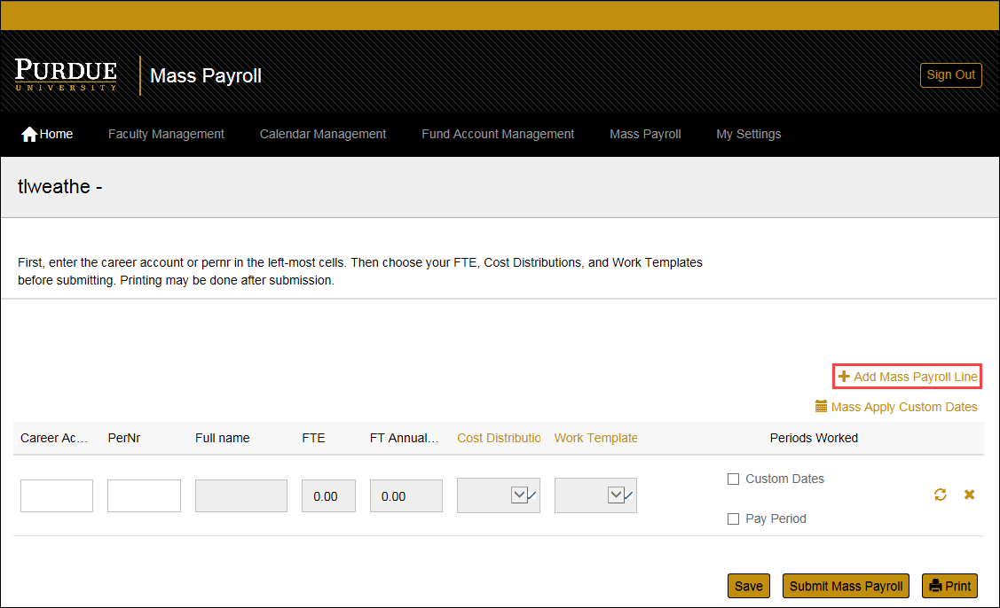 PURDUE
UNIVERSITY
Mass Payroll
Sign Out
Home Faculty Management Calendar Management Fund Account Management Mass Payroll My Settings
tlweathe -
First, enter the career account or pernr in the left-most cells. Then choose your FTE, Cost Distributions, and Work Templates
before submitting. Printing may be done after submission.
Add Mass Payroll Line
Mass Apply Custom Dates
Career Ac... PerNr Full name FTE FT Annual... Cost Distributio Work Template Periods Worked
0.00 0.00
Custom Dates
Pay Period
Save Submit Mass Payroll Print